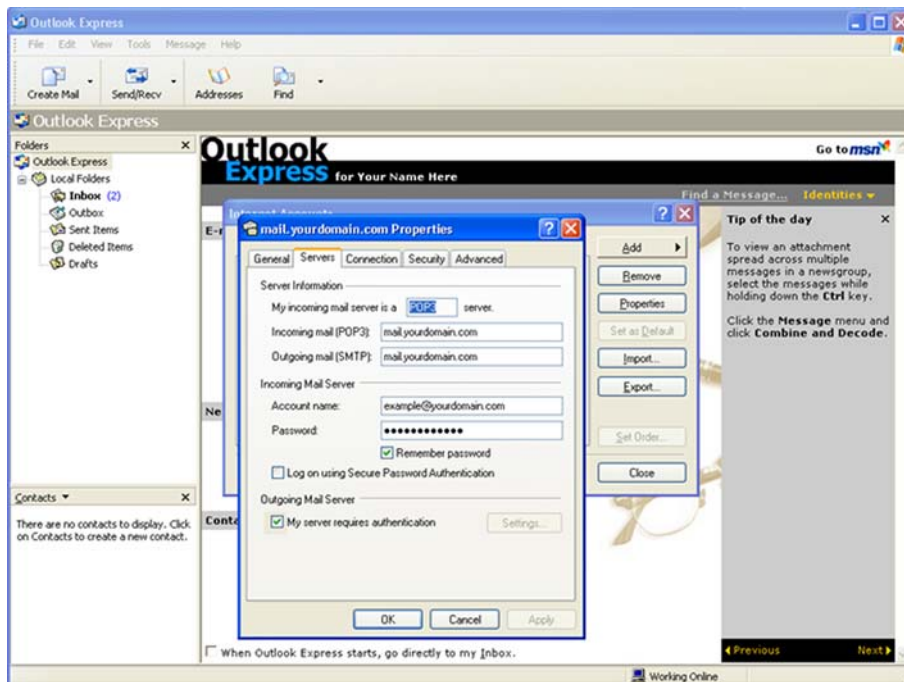 Outlook Express
File Edit View Tools Message Help
Create Mail Send/Recv Addresses Find
Outlook Express
Folders
Outlook Express
Local Folders
Inbox (2)
Outbox
Sent Items
Deleted Items
Drafts
Contacts
There are no contacts to display. Click
on Contacts to create a new contact.
Outlook
Express for Your Name Here
Go to msn
Find a Message... Identities
Internet Accounts
Add
Remove
Properties
Set as Default
Import...
Export...
Set Order...
Close
mail.yourdomain.com Properties
General Servers Connection Security Advanced
Server Information
My incoming mail server is a POP3 server.
Incoming mail (POP3): mail.yourdomain.com
Outgoing mail (SMTP): mail.yourdomain.com
Incoming Mail Server
Account name: example@yourdomain.com
Password: ••••••••••••
Remember password
Log on using Secure Password Authentication
Outgoing Mail Server
My server requires authentication Settings...
OK Cancel Apply
Tip of the day
To view an attachment
spread across multiple
messages in a newsgroup,
select the messages while
holding down the Ctrl key.
Click the Message menu and
click Combine and Decode.
Previous Next
When Outlook Express starts, go directly to my Inbox.
Working Online